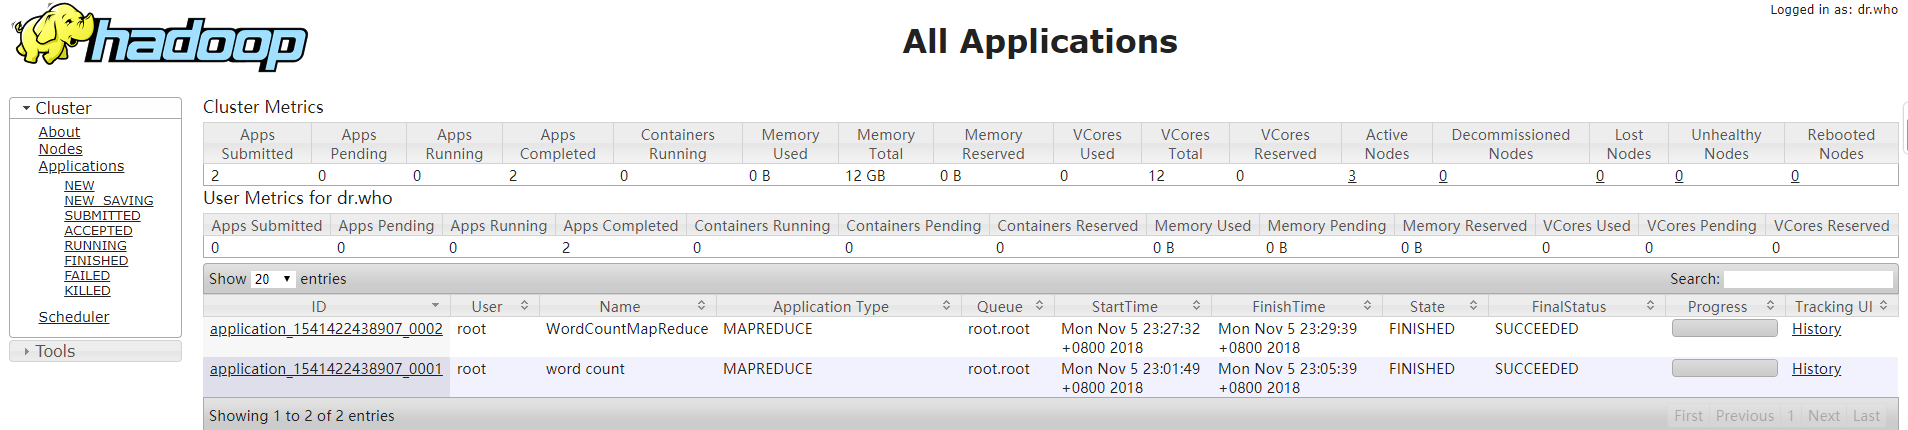 Logged in as: dr.who
hadoop
All Applications
Cluster
About
Nodes
Applications
NEW
NEW_SAVING
SUBMITTED
ACCEPTED
RUNNING
FINISHED
FAILED
KILLED
Scheduler
Tools
Cluster Metrics
Apps Submitted Apps Pending Apps Running Apps Completed Containers Running Memory Used Memory Total Memory Reserved VCores Used VCores Total VCores Reserved Active Nodes Decommissioned Nodes Lost Nodes Unhealthy Nodes Rebooted Nodes
2 0 0 2 0 0 B 12 GB 0 B 0 12 0 3 0 0 0 0
User Metrics for dr.who
Apps Submitted Apps Pending Apps Running Apps Completed Containers Running Containers Pending Containers Reserved Memory Used Memory Pending Memory Reserved VCores Used VCores Pending VCores Reserved
0 0 0 2 0 0 0 0 B 0 B 0 B 0 0 0
Show 20 entries Search:
ID User Name Application Type Queue StartTime FinishTime State FinalStatus Progress Tracking UI
application_1541422438907_0002 root WordCountMapReduce MAPREDUCE root.root Mon Nov 5 23:27:32 +0800 2018 Mon Nov 5 23:29:39 +0800 2018 FINISHED SUCCEEDED History
application_1541422438907_0001 root word count MAPREDUCE root.root Mon Nov 5 23:01:49 +0800 2018 Mon Nov 5 23:05:39 +0800 2018 FINISHED SUCCEEDED History
Showing 1 to 2 of 2 entries First Previous 1 Next Last